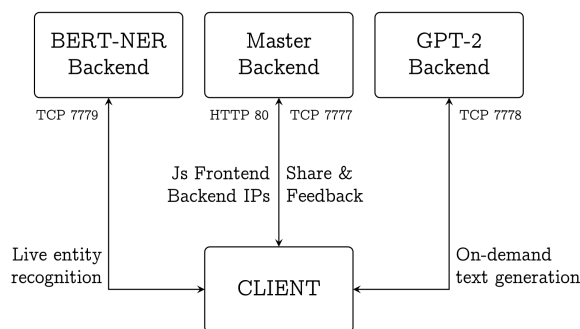 BERT-NER
Backend
Master
Backend
GPT-2
Backend
TCP 7779
HTTP 80
TCP 7777
TCP 7778
Js Frontend
Backend IPs
Share &
Feedback
Live entity
recognition
On-demand
text generation
CLIENT